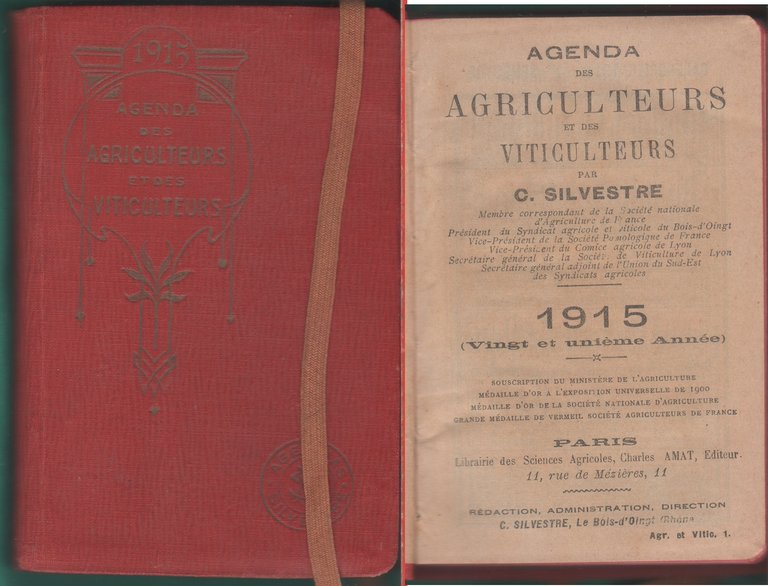 1915
AGENDA
DES
AGRICULTEURS
ET DES
VITICULTEURS
AGENDA
DES
AGRICULTEURS
ET DES
VITICULTEURS
PAR
C. SILVESTRE
Membre correspondant de la Société nationale
d'Agriculture de France
Président du Syndicat agricole et viticole du Bois-d'Oingt
Vice-Président de la Société Pomologique de France
Vice-Président du Comice agricole de Lyon
Secrétaire général de la Société de Viticulture de Lyon
Secrétaire général adjoint de l'Union du Sud-Est
des Syndicats agricoles
1915
(Vingt et unième Année)
SOUSCRIPTION DU MINISTÈRE DE L'AGRICULTURE
MÉDAILLE D'OR A L'EXPOSITION UNIVERSELLE DE 1900
MÉDAILLE D'OR DE LA SOCIÉTÉ NATIONALE D'AGRICULTURE
GRANDE MÉDAILLE DE VERMEIL SOCIÉTÉ AGRICULTEURS DE FRANCE
PARIS
Librairie des Sciences Agricoles, Charles AMAT, Editeur.
11, rue de Mézières, 11
RÉDACTION, ADMINISTRATION, DIRECTION
C. SILVESTRE, Le Bois-d'Oingt (Rhône
Agr. et Vitic. 1.